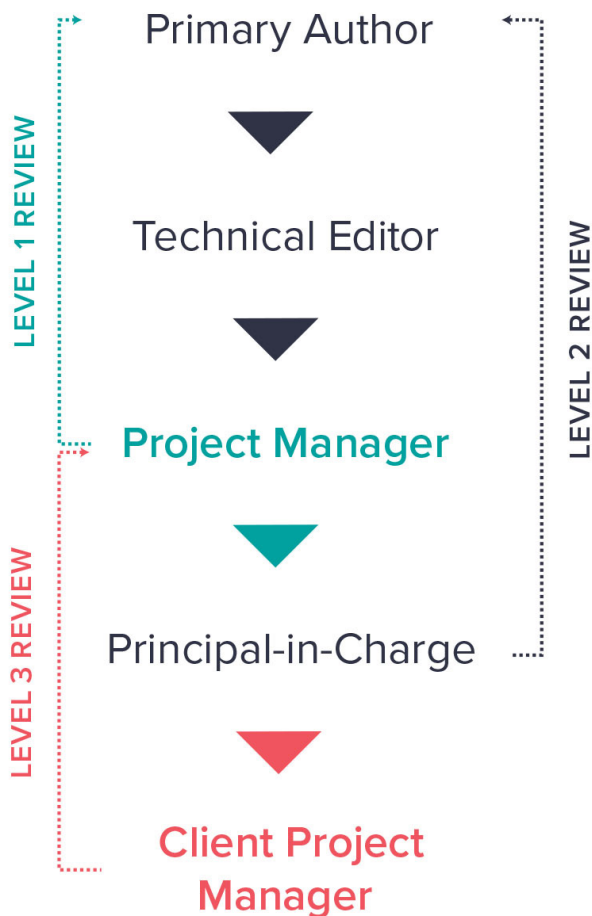 Primary Author
LEVEL 1 REVIEW
Technical Editor
LEVEL 2 REVIEW
Project Manager
LEVEL 3 REVIEW
Principal-in-Charge
Client Project
Manager